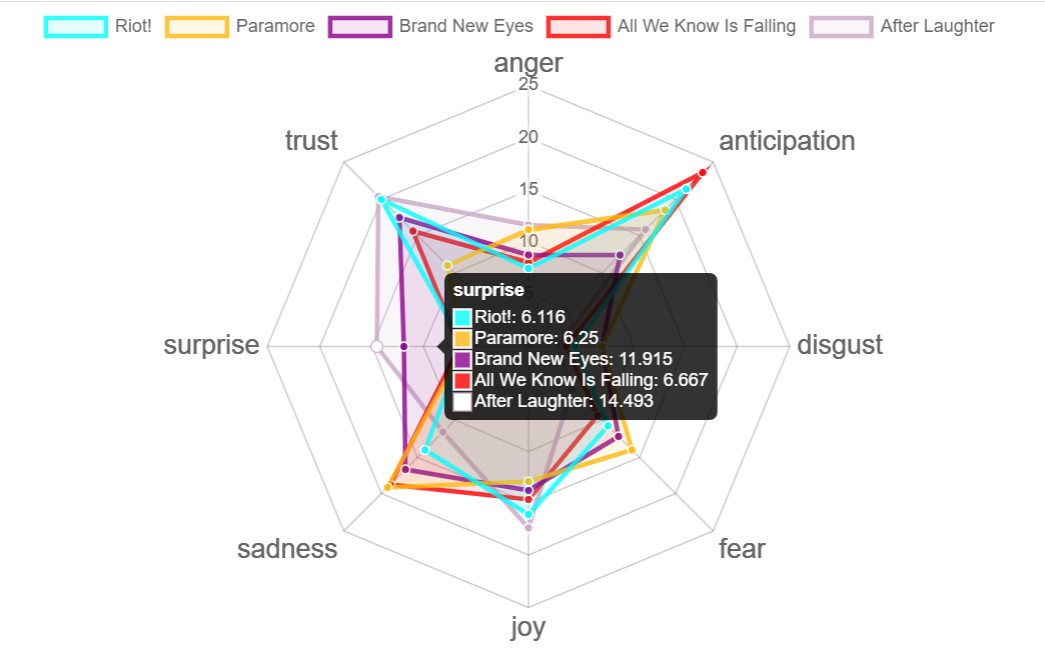 Riot! Paramore Brand New Eyes All We Know Is Falling After Laughter
anger
25
trust
anticipation
20
15
10
surprise
Riot!: 6.116
Paramore: 6.25
surprise
disgust
Brand New Eyes: 11.915
All We Know Is Falling: 6.667
After Laughter: 14.493
sadness
fear
joy